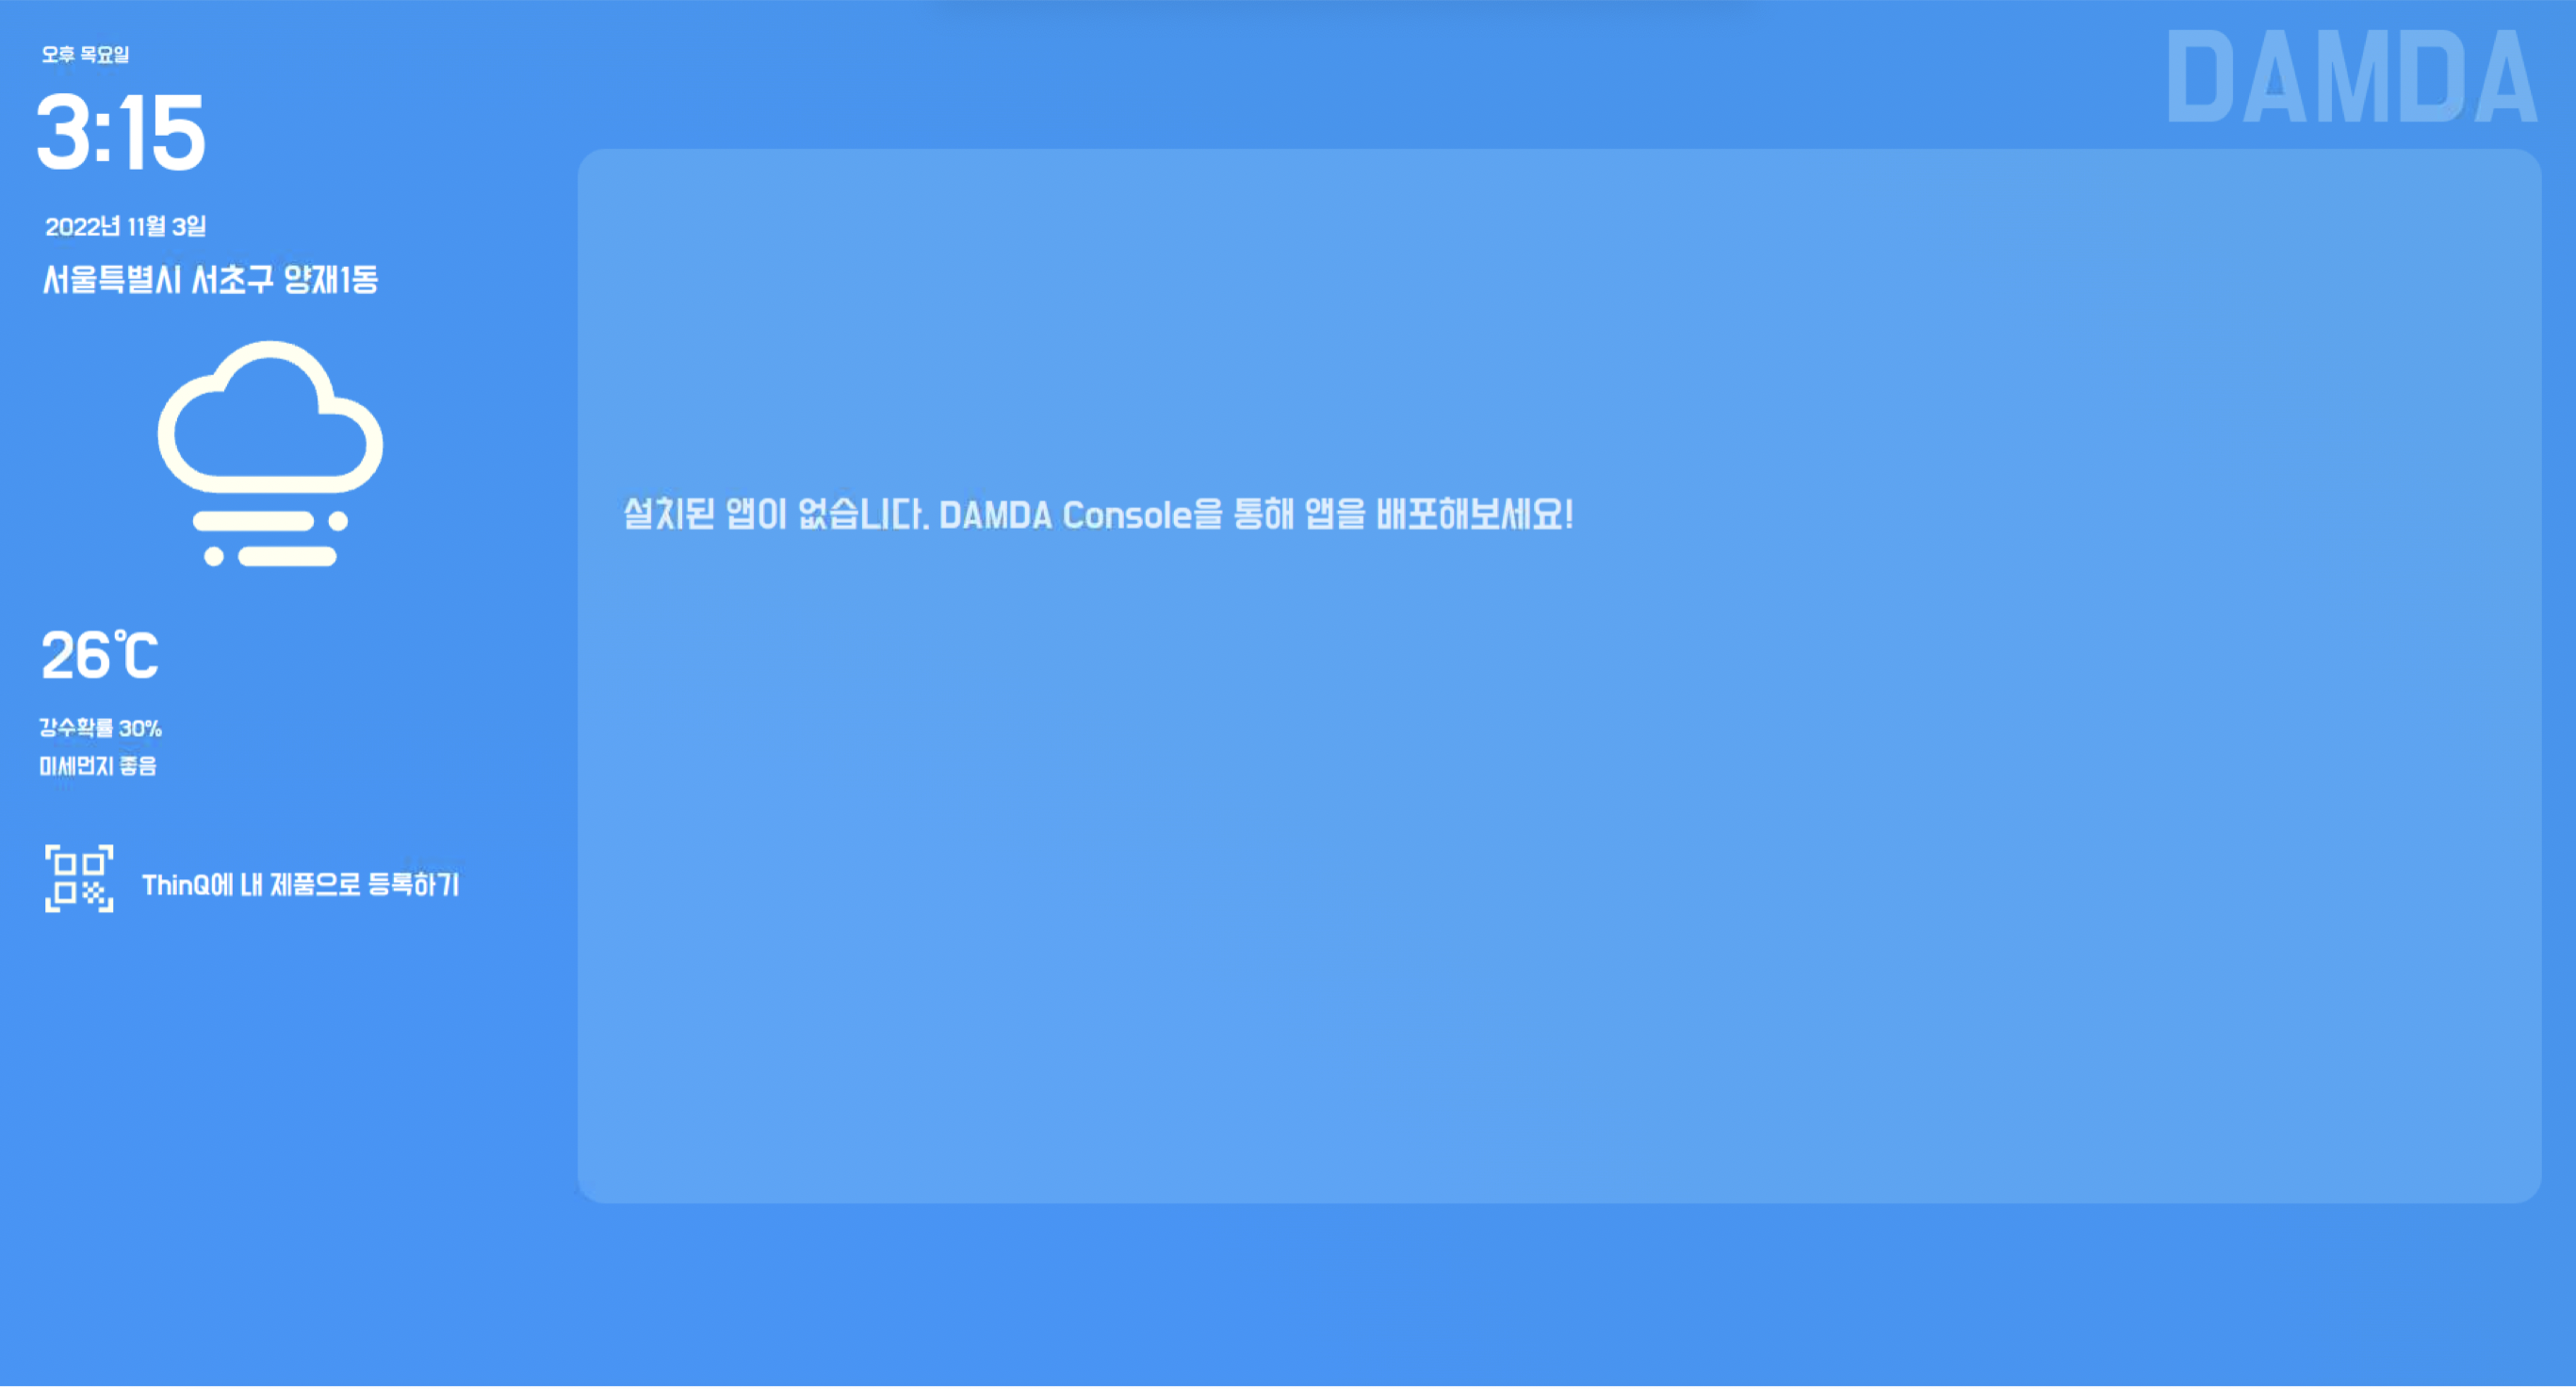 오후 목요일
3:15
2022년 11월 3일
서울특별시 서초구 양재1동
26℃
강수확률 30%
미세먼지 좋음
ThinQ에 내 제품으로 등록하기
DAMDA
설치된 앱이 없습니다. DAMDA Console을 통해 앱을 배포해보세요!